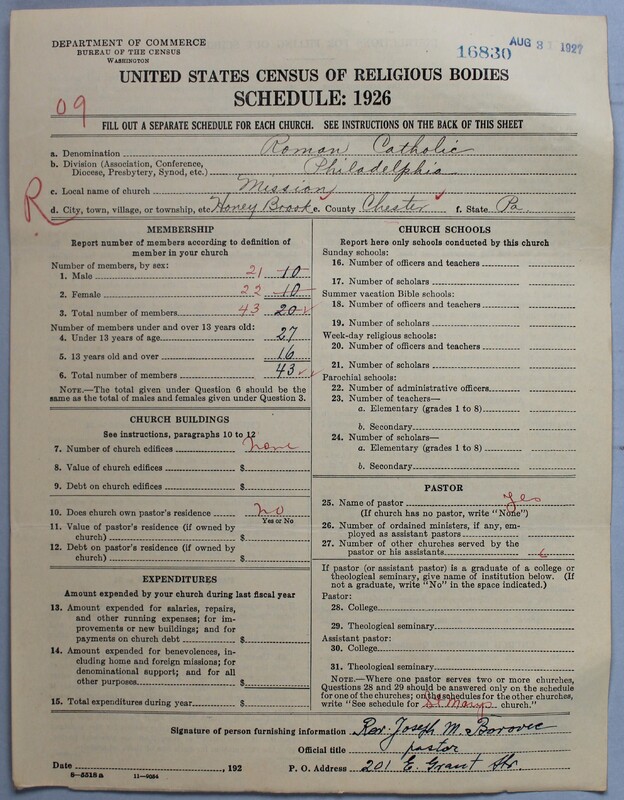 DEPARTMENT OF COMMERCE
BUREAU OF THE CENSUS
WASHINGTON
16830 AUG 31 1927
UNITED STATES CENSUS OF RELIGIOUS BODIES
SCHEDULE: 1926
09
FILL OUT A SEPARATE SCHEDULE FOR EACH CHURCH. SEE INSTRUCTIONS ON THE BACK OF THIS SHEET
a. Denomination Roman Catholic
b. Division (Association, Conference, Diocese, Presbytery, Synod, etc.) Philadelphia
c. Local name of church Mission
R
d. City, town, village, or township, etc. Honey Brook e. County Chester f. State Pa.
MEMBERSHIP
Report number of members according to definition of
member in your church
Number of members, by sex:
1. Male 21 10
2. Female 22 10
3. Total number of members 43 20
Number of members under and over 13 years old:
4. Under 13 years of age 27
5. 13 years old and over 16
6. Total number of members 43
NOTE.—The total given under Question 6 should be the
same as the total of males and females given under Question 3.
CHURCH BUILDINGS
See instructions, paragraphs 10 to 12
7. Number of church edifices none
8. Value of church edifices $
9. Debt on church edifices $
10. Does church own pastor's residence no
Yes or No
11. Value of pastor's residence (if owned by
church) $
12. Debt on pastor's residence (if owned by
church) $
EXPENDITURES
Amount expended by your church during last fiscal year
13. Amount expended for salaries, repairs,
and other running expenses; for im-
provements or new buildings; and for
payments on church debt $
14. Amount expended for benevolences, in-
cluding home and foreign missions; for
denominational support; and for all
other purposes $
15. Total expenditures during year $
CHURCH SCHOOLS
Report here only schools conducted by this church
Sunday schools:
16. Number of officers and teachers
17. Number of scholars
Summer vacation Bible schools:
18. Number of officers and teachers
19. Number of scholars
Week-day religious schools:
20. Number of officers and teachers
21. Number of scholars
Parochial schools:
22. Number of administrative officers
23. Number of teachers—
a. Elementary (grades 1 to 8)
b. Secondary
24. Number of scholars—
a. Elementary (grades 1 to 8)
b. Secondary
PASTOR
25. Name of pastor yes
(If church has no pastor, write "None")
26. Number of ordained ministers, if any, em-
ployed as assistant pastors
27. Number of other churches served by the
pastor or his assistants 6
If pastor (or assistant pastor) is a graduate of a college or
theological seminary, give name of institution below. (If
not a graduate, write "No" in the space indicated.)
Pastor:
28. College
29. Theological seminary
Assistant pastor:
30. College
31. Theological seminary
NOTE.—Where one pastor serves two or more churches,
Questions 28 and 29 should be answered only on the schedule
for one of the churches; on the schedules for the other churches,
write "See schedule for St Marys church."
Signature of person furnishing information Rev. Joseph M. Borovec
Official title pastor
Date , 192 P. O. Address 201 E. Grant Str.
8—5518 a 11—9054